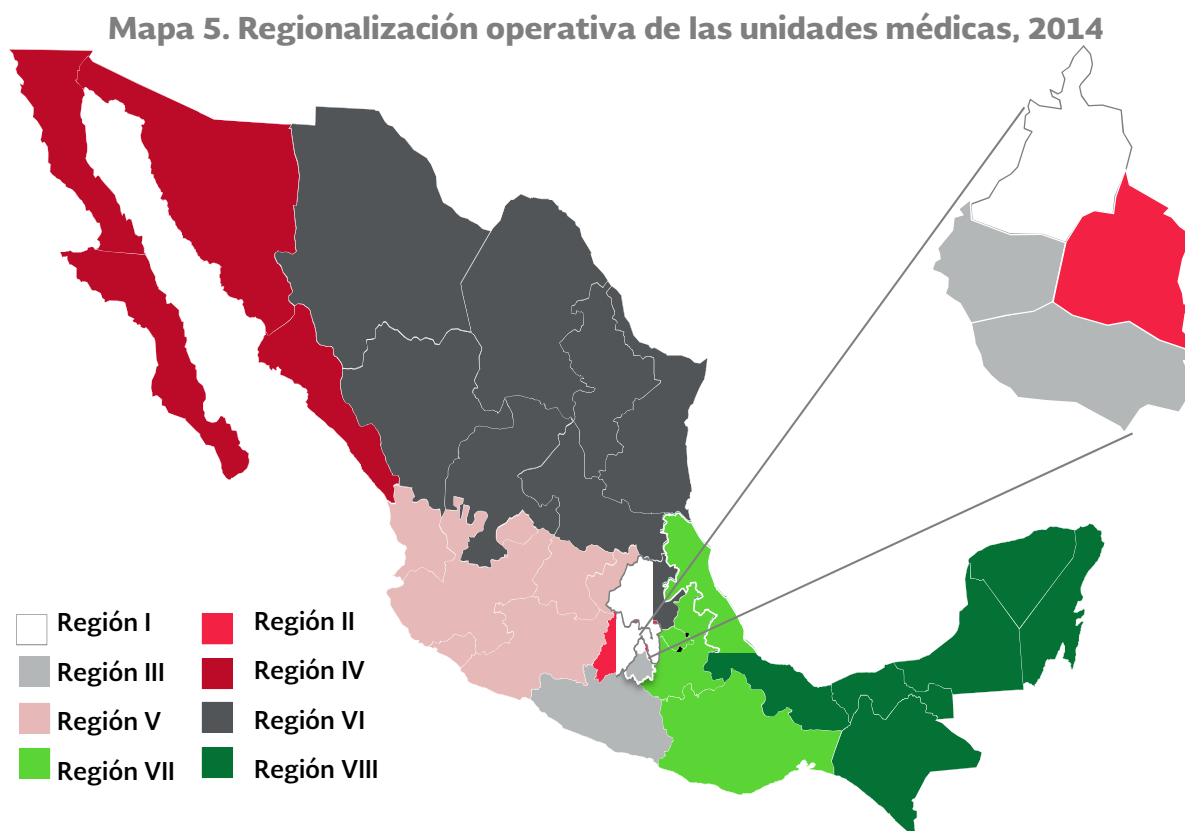 Mapa 5. Regionalización operativa de las unidades médicas, 2014
Región I
Región II
Región III
Región IV
Región V
Región VI
Región VII
Región VIII